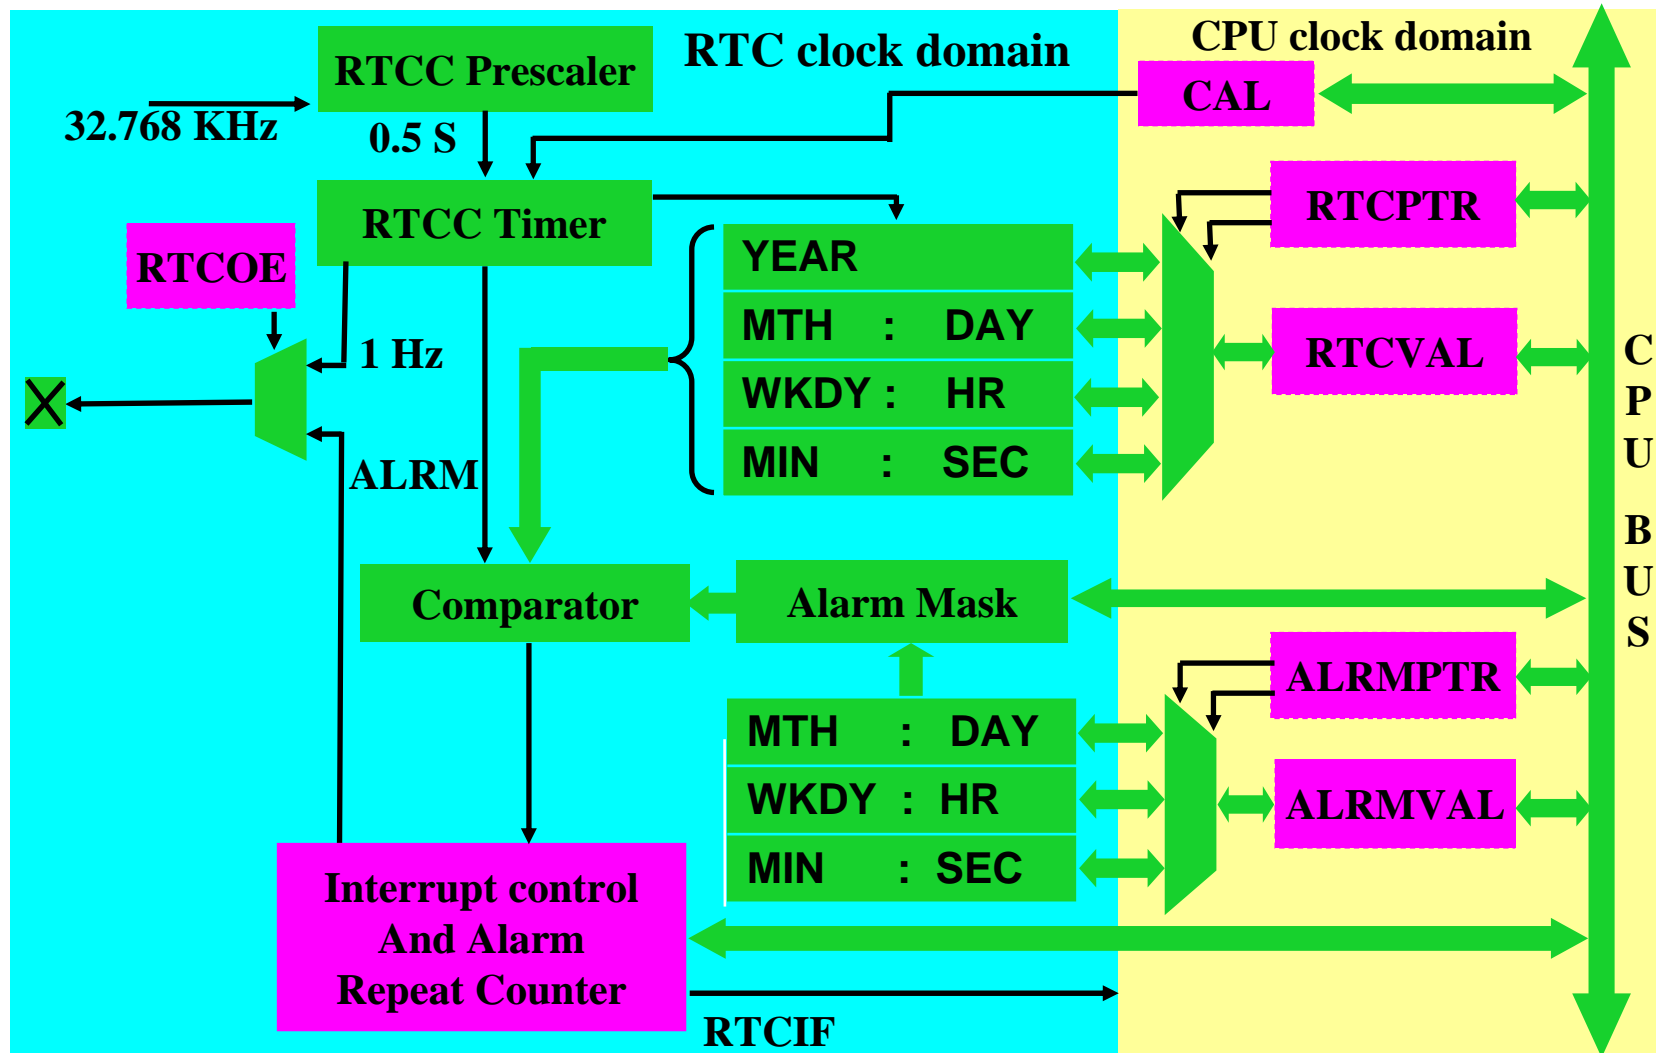 RTC clock domain
CPU clock domain
RTCC Prescaler
32.768 KHz
0.5 S
CAL
RTCC Timer
RTCOE
1 Hz
ALRM
YEAR
MTH : DAY
WKDY : HR
MIN : SEC
RTCPTR
RTCVAL
Comparator
Alarm Mask
MTH : DAY
WKDY : HR
MIN : SEC
ALRMPTR
ALRMVAL
Interrupt control
And Alarm
Repeat Counter
RTCIF
C
P
U
B
U
S